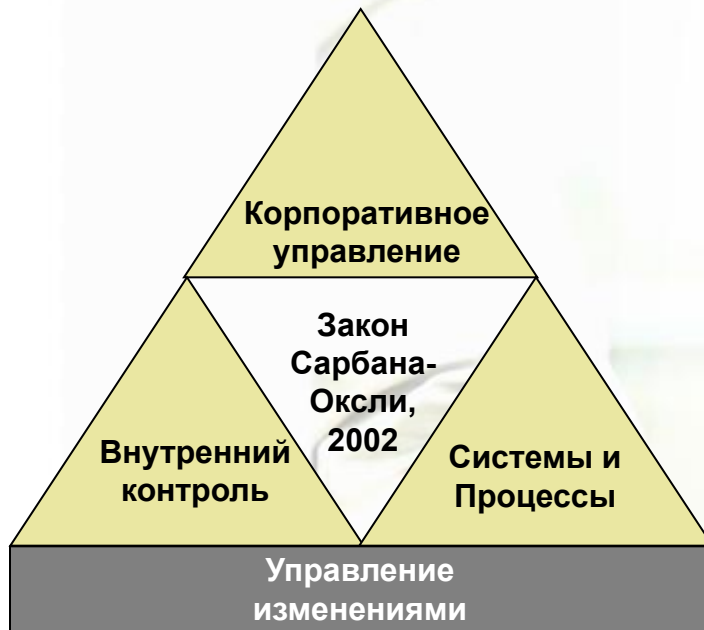 Корпоративное
управление
Закон
Сарбана-
Оксли,
2002
Внутренний
контроль
Системы и
Процессы
Управление
изменениями